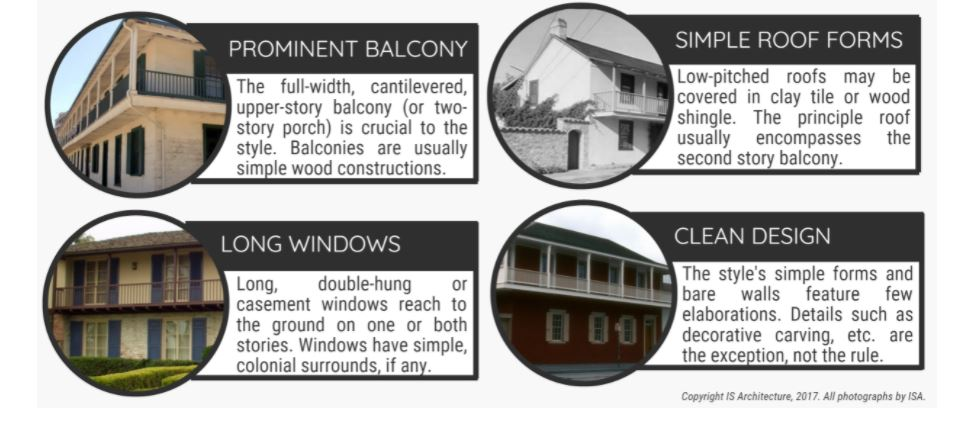 PROMINENT BALCONY
The full-width, cantilevered,
upper-story balcony (or two-
story porch) is crucial to the
style. Balconies are usually
simple wood constructions.
SIMPLE ROOF FORMS
Low-pitched roofs may be
covered in clay tile or wood
shingle. The principle roof
usually encompasses the
second story balcony.
LONG WINDOWS
Long, double-hung or
casement windows reach to
the ground on one or both
stories. Windows have simple,
colonial surrounds, if any.
CLEAN DESIGN
The style's simple forms and
bare walls feature few
elaborations. Details such as
decorative carving, etc. are
the exception, not the rule.
Copyright IS Architecture, 2017. All photographs by ISA.